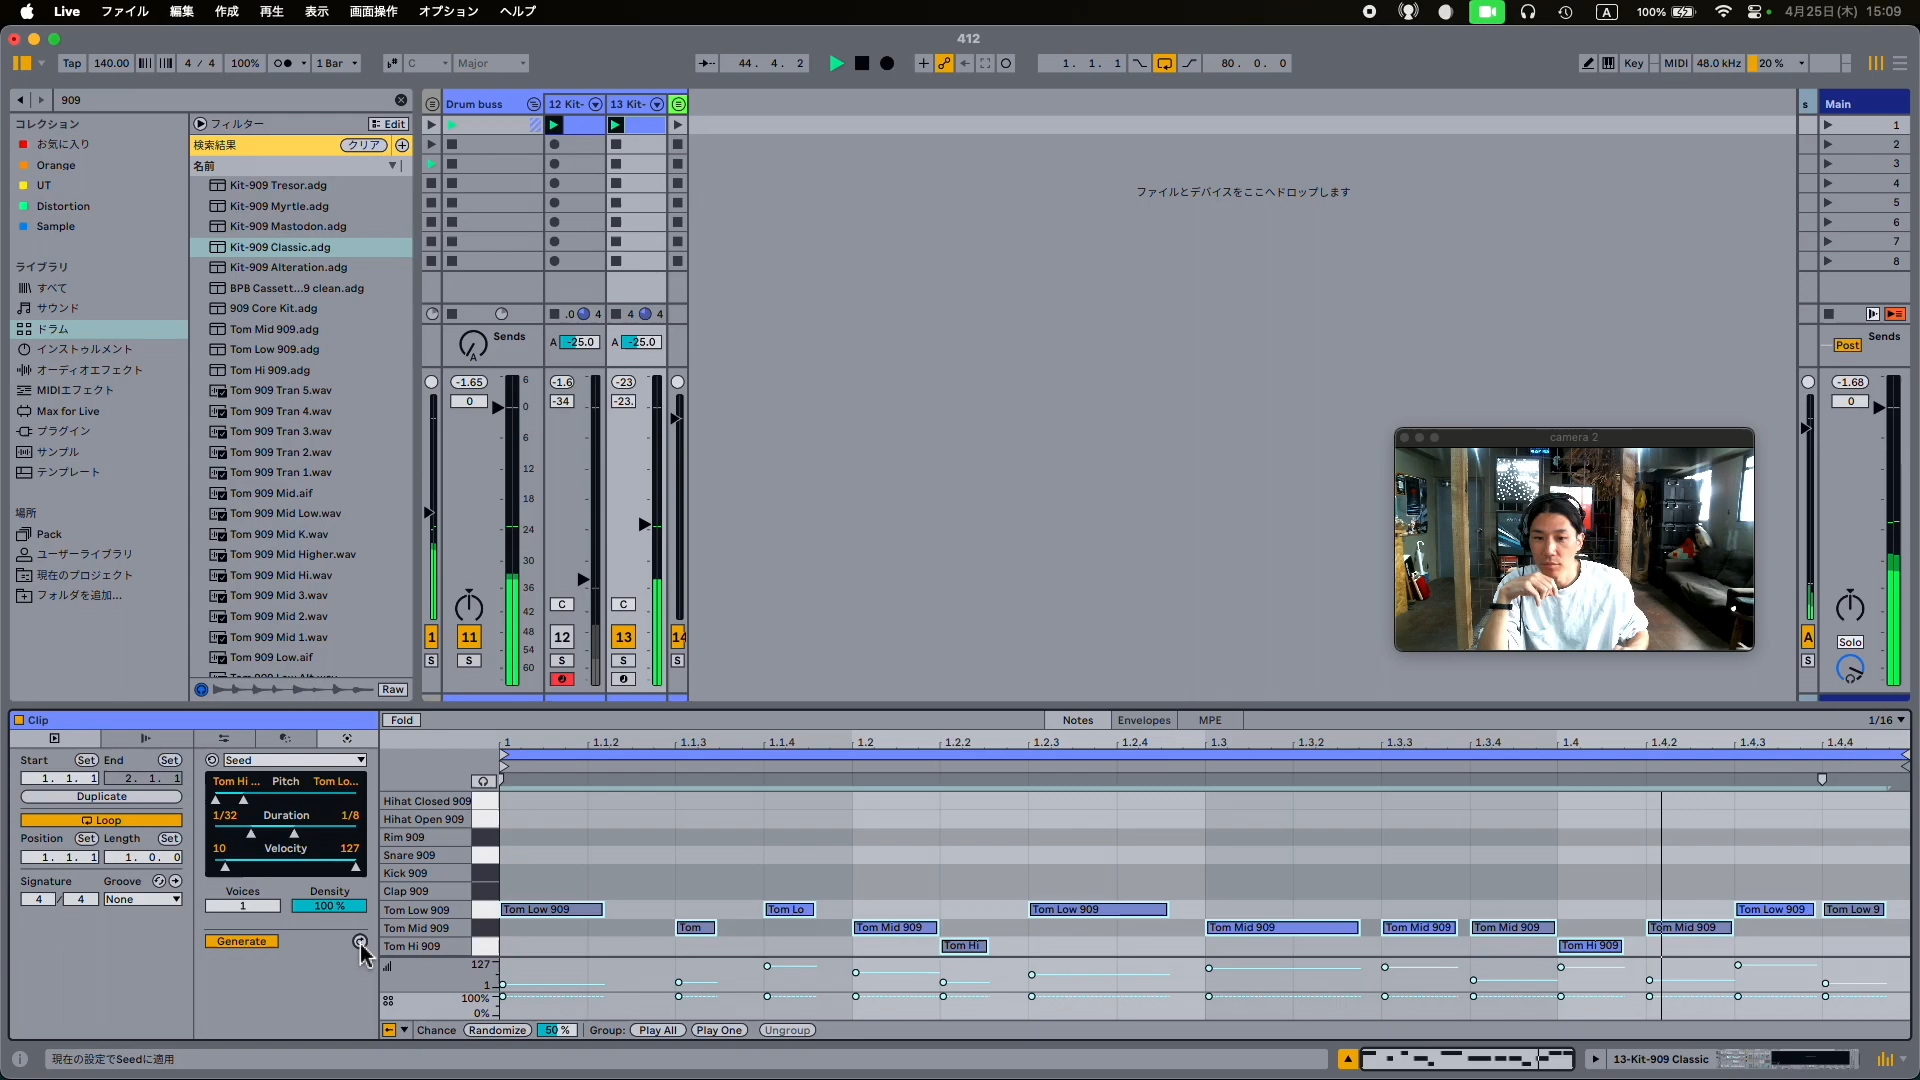 Live ファイル 編集 作成 再生 表示 画面操作 オプション ヘルプ
A 100% 4月25日(木) 15:09
412
Tap 140.00 4 / 4 100% 1 Bar C Major
44. 4. 2
1. 1. 1
80. 0. 0
Key MIDI 48.0 kHz 20 %
909
コレクション
お気に入り
Orange
UT
Distortion
Sample
ライブラリ
すべて
サウンド
ドラム
インストゥルメント
オーディオエフェクト
MIDIエフェクト
Max for Live
プラグイン
サンプル
テンプレート
場所
Pack
ユーザーライブラリ
現在のプロジェクト
フォルダを追加...
フィルター Edit
検索結果 クリア
名前
Kit-909 Tresor.adg
Kit-909 Myrtle.adg
Kit-909 Mastodon.adg
Kit-909 Classic.adg
Kit-909 Alteration.adg
BPB Cassett...9 clean.adg
909 Core Kit.adg
Tom Mid 909.adg
Tom Low 909.adg
Tom Hi 909.adg
Tom 909 Tran 5.wav
Tom 909 Tran 4.wav
Tom 909 Tran 3.wav
Tom 909 Tran 2.wav
Tom 909 Tran 1.wav
Tom 909 Mid.aif
Tom 909 Mid Low.wav
Tom 909 Mid K.wav
Tom 909 Mid Higher.wav
Tom 909 Mid Hi.wav
Tom 909 Mid 3.wav
Tom 909 Mid 2.wav
Tom 909 Mid 1.wav
Tom 909 Low.aif
Raw
Drum buss 12 Kit- 13 Kit-
.0 4 4 4
Sends
A A -25.0 A -25.0
-1.65 -1.6 -23
0 -34 -23.
6
0
6
12
18
24
30
36
42
48
54
60
C C
1 11 12 13 14
S S S S S
ファイルとデバイスをここへドロップします
camera 2
s Main
1
2
3
4
5
6
7
8
Sends
Post
-1.68
0
Solo
A
S
Clip
Start Set End Set
1. 1. 1 2. 1. 1
Duplicate
Loop
Position Set Length Set
1. 1. 1 1. 0. 0
Signature Groove
4 / 4 None
Seed
Tom Hi ... Pitch Tom Lo...
1/32 Duration 1/8
10 Velocity 127
Voices Density
1 100 %
Generate
Fold Notes Envelopes MPE 1/16
1 1.1.2 1.1.3 1.1.4 1.2 1.2.2 1.2.3 1.2.4 1.3 1.3.2 1.3.3 1.3.4 1.4 1.4.2 1.4.3 1.4.4
Hihat Closed 909
Hihat Open 909
Rim 909
Snare 909
Kick 909
Clap 909
Tom Low 909 Tom Low 909 Tom Lo Tom Low 909 Tom Low 909 Tom Low 9
Tom Mid 909 Tom Tom Mid 909 Tom Mid 909 Tom Mid 909 Tom Mid 909 Tom Mid 909
Tom Hi 909 Tom Hi Tom Hi 909
127
1
100%
0%
Chance Randomize 50 % Group: Play All Play One Ungroup
現在の設定でSeedに適用
13-Kit-909 Classic